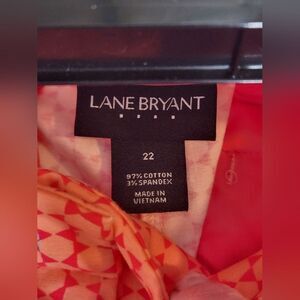 LANE BRYANT
22
97% COTTON
3% SPANDEX
MADE IN
VIETNAM